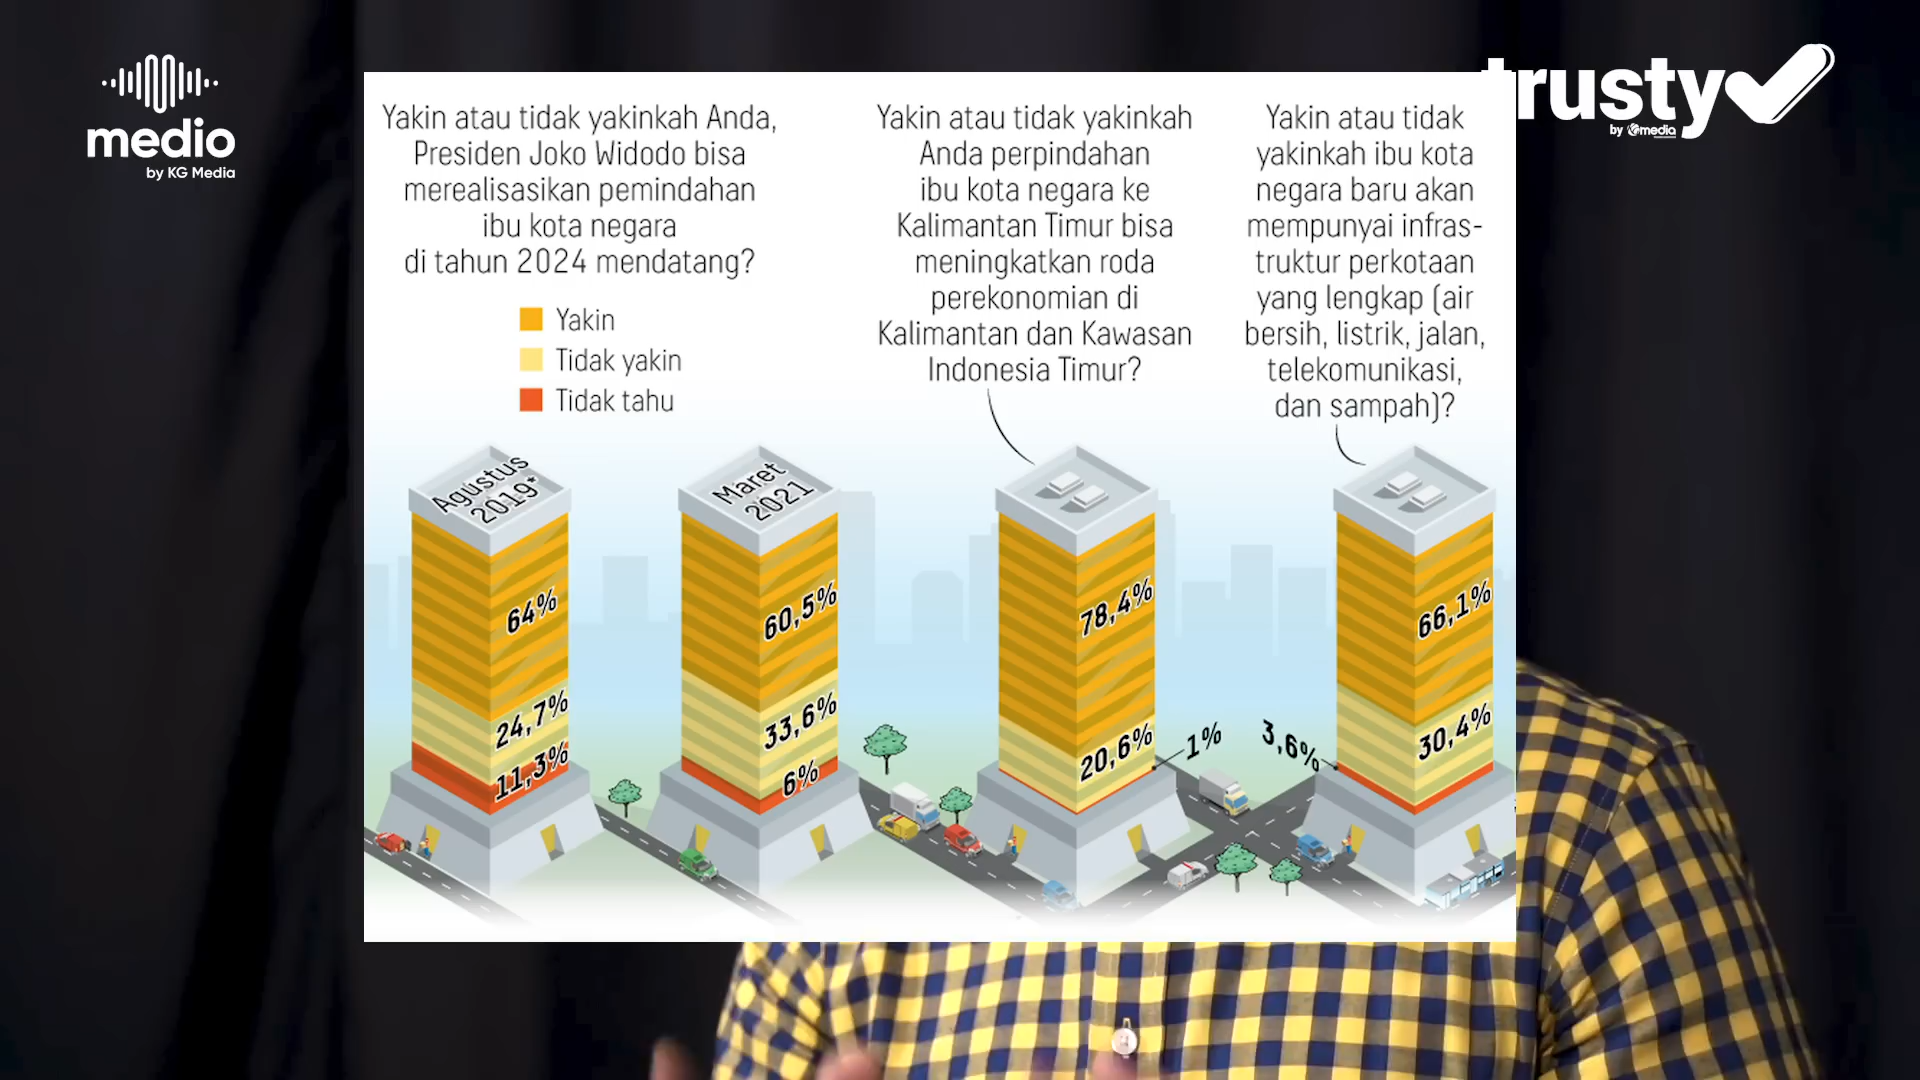 medio
by KG Media
trusty
by KGmedia
Yakin atau tidak yakinkah Anda,
Presiden Joko Widodo bisa
merealisasikan pemindahan
ibu kota negara
di tahun 2024 mendatang?
Yakin
Tidak yakin
Tidak tahu
Yakin atau tidak yakinkah
Anda perpindahan
ibu kota negara ke
Kalimantan Timur bisa
meningkatkan roda
perekonomian di
Kalimantan dan Kawasan
Indonesia Timur?
Yakin atau tidak
yakinkah ibu kota
negara baru akan
mempunyai infras-
truktur perkotaan
yang lengkap (air
bersih, listrik, jalan,
telekomunikasi,
dan sampah)?
Agustus
2019*
64%
24,7%
11,3%
Maret
2021
60,5%
33,6%
6%
78,4%
20,6%
1%
66,1%
30,4%
3,6%